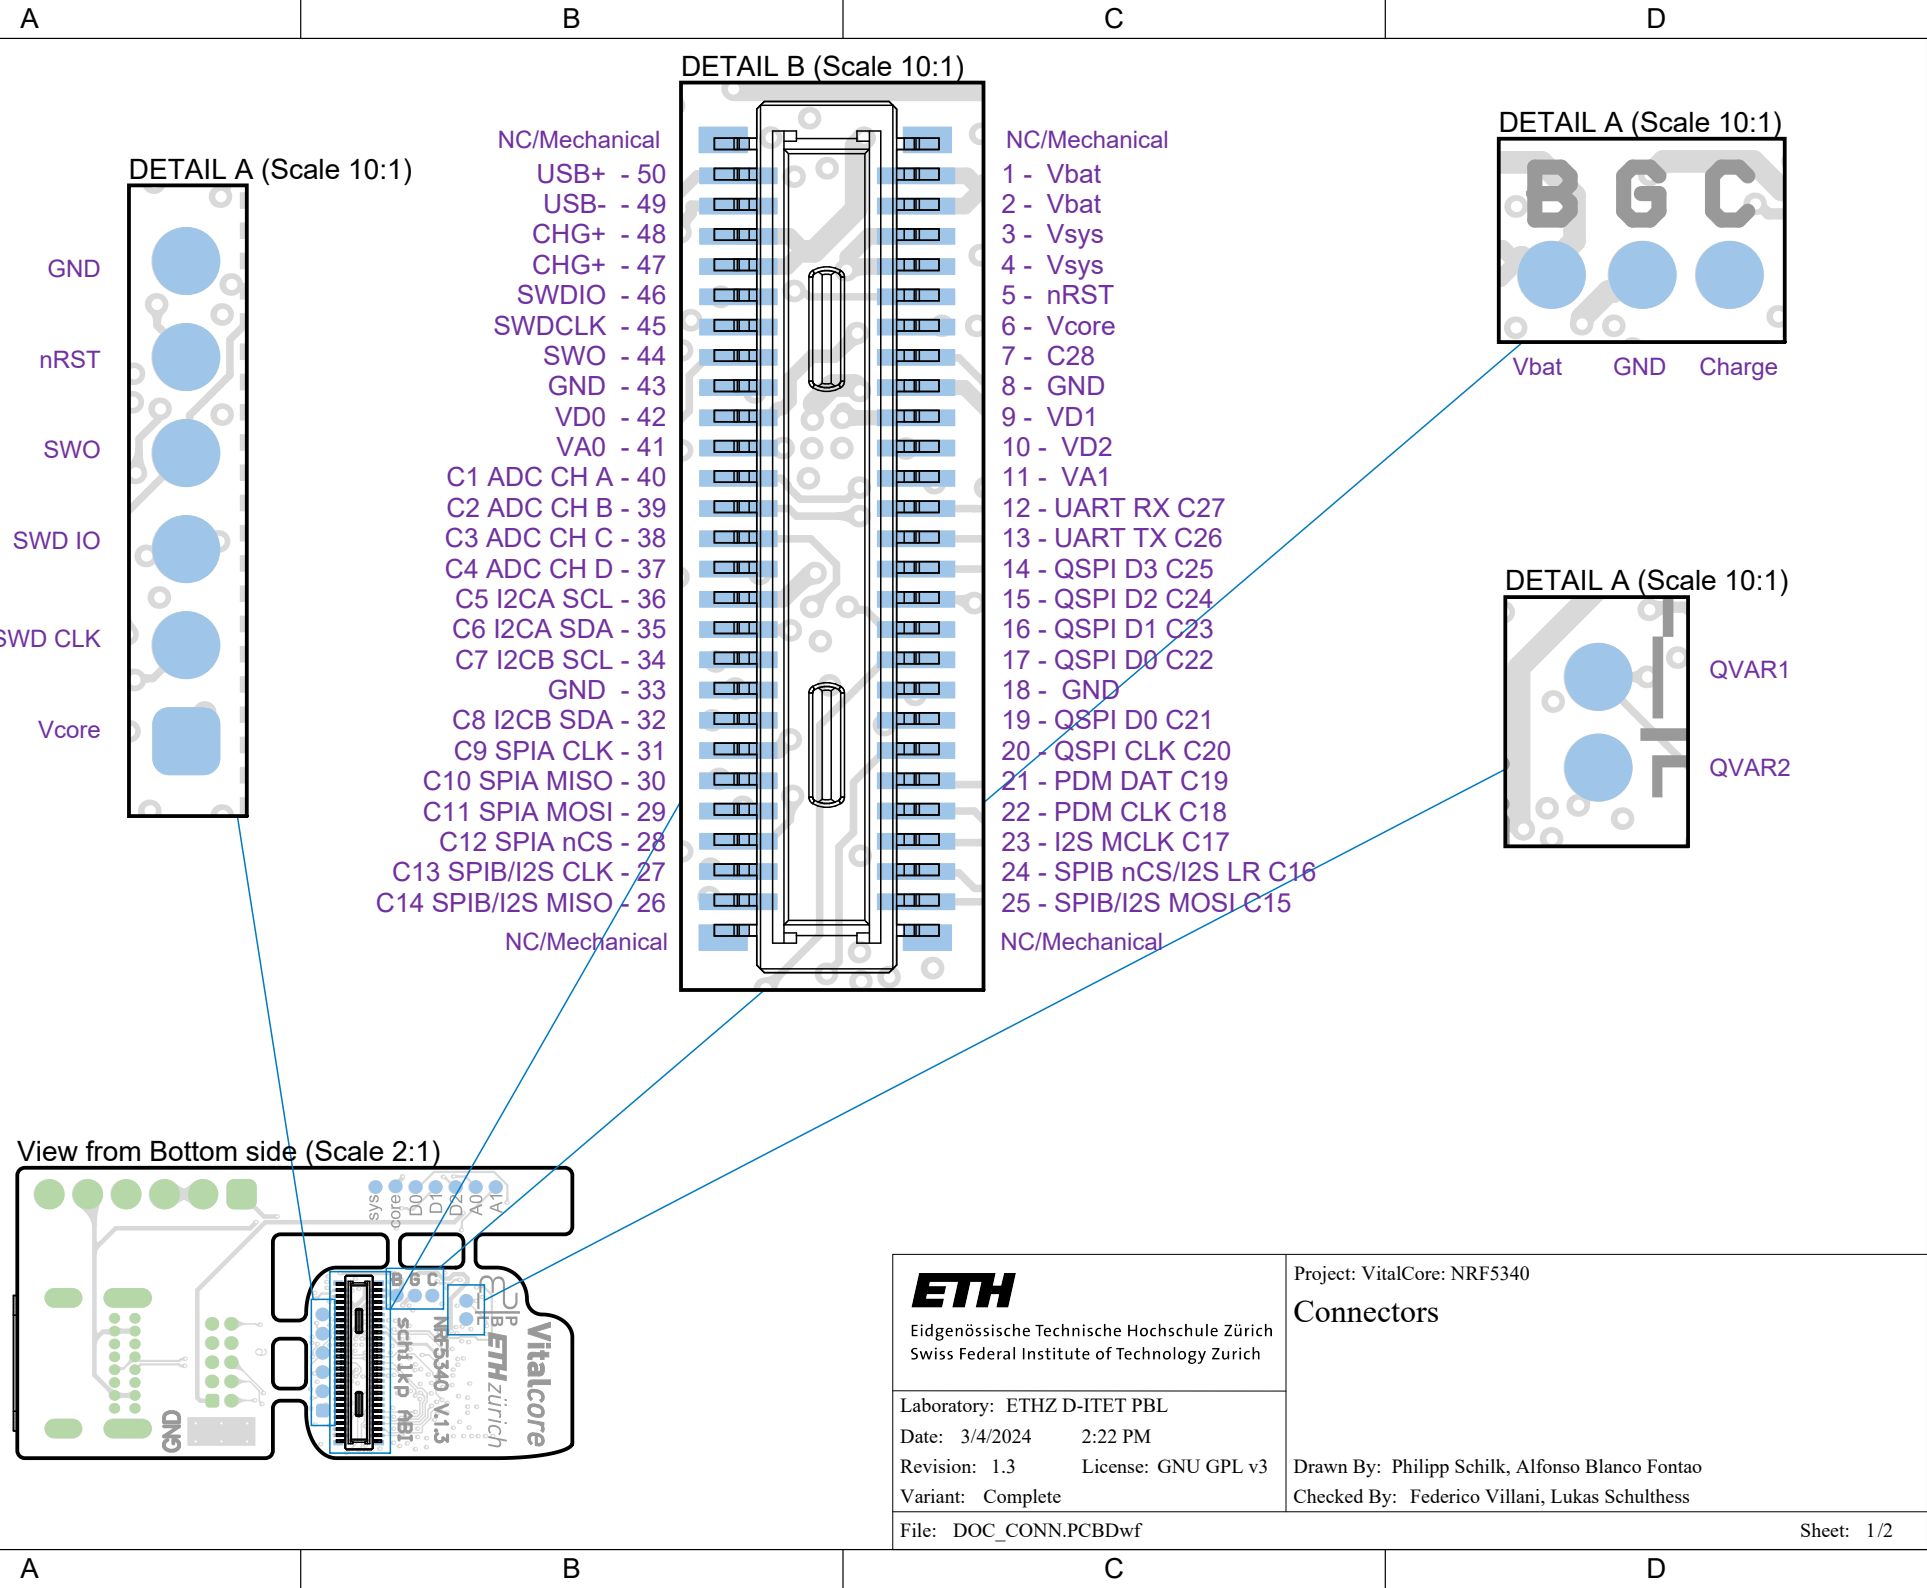 A B C D
DETAIL B (Scale 10:1)
NC/Mechanical
USB+ - 50
USB- - 49
CHG+ - 48
CHG+ - 47
SWDIO - 46
SWDCLK - 45
SWO - 44
GND - 43
VD0 - 42
VA0 - 41
C1 ADC CH A - 40
C2 ADC CH B - 39
C3 ADC CH C - 38
C4 ADC CH D - 37
C5 I2CA SCL - 36
C6 I2CA SDA - 35
C7 I2CB SCL - 34
GND - 33
C8 I2CB SDA - 32
C9 SPIA CLK - 31
C10 SPIA MISO - 30
C11 SPIA MOSI - 29
C12 SPIA nCS - 28
C13 SPIB/I2S CLK - 27
C14 SPIB/I2S MISO - 26
NC/Mechanical
NC/Mechanical
1 - Vbat
2 - Vbat
3 - Vsys
4 - Vsys
5 - nRST
6 - Vcore
7 - C28
8 - GND
9 - VD1
10 - VD2
11 - VA1
12 - UART RX C27
13 - UART TX C26
14 - QSPI D3 C25
15 - QSPI D2 C24
16 - QSPI D1 C23
17 - QSPI D0 C22
18 - GND
19 - QSPI D0 C21
20 - QSPI CLK C20
21 - PDM DAT C19
22 - PDM CLK C18
23 - I2S MCLK C17
24 - SPIB nCS/I2S LR C16
25 - SPIB/I2S MOSI C15
NC/Mechanical
DETAIL A (Scale 10:1)
GND
nRST
SWO
SWD IO
SWD CLK
Vcore
DETAIL A (Scale 10:1)
B G C
Vbat GND Charge
DETAIL A (Scale 10:1)
QVAR1
QVAR2
View from Bottom side (Scale 2:1)
sys
core
D0
D1
D2
A0
A1
B G C
GND
schilkp ABI
NRF5340 V.1.3
ETH zürich
Vitalcore
ETH
Eidgenössische Technische Hochschule Zürich
Swiss Federal Institute of Technology Zurich
Laboratory: ETHZ D-ITET PBL
Date: 3/4/2024 2:22 PM
Revision: 1.3 License: GNU GPL v3
Variant: Complete
File: DOC_CONN.PCBDwf
Project: VitalCore: NRF5340
Connectors
Drawn By: Philipp Schilk, Alfonso Blanco Fontao
Checked By: Federico Villani, Lukas Schulthess
Sheet: 1/2
A B C D